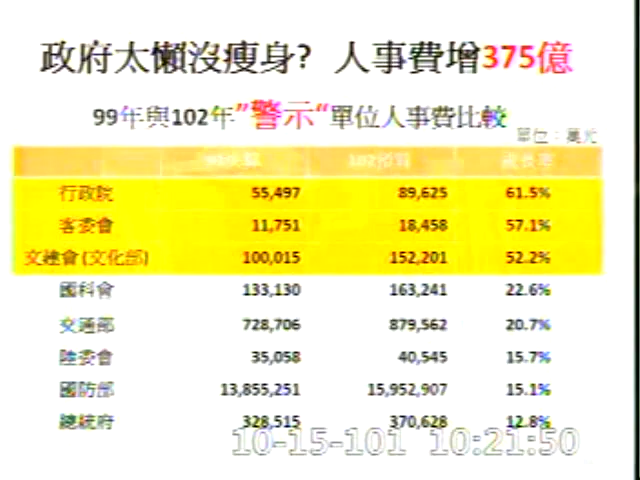 政府太懶沒瘦身? 人事費增375億
99年與102年"警示"單位人事費比較
單位：萬元
行政院 55,497 89,625 61.5%
客委會 11,751 18,458 57.1%
文建會(文化部) 100,015 152,201 52.2%
國科會 133,130 163,241 22.6%
交通部 728,706 879,562 20.7%
陸委會 35,058 40,545 15.7%
國防部 13,855,251 15,952,907 15.1%
總統府 328,515 370,628 12.8%
10-15-101 10:21:50